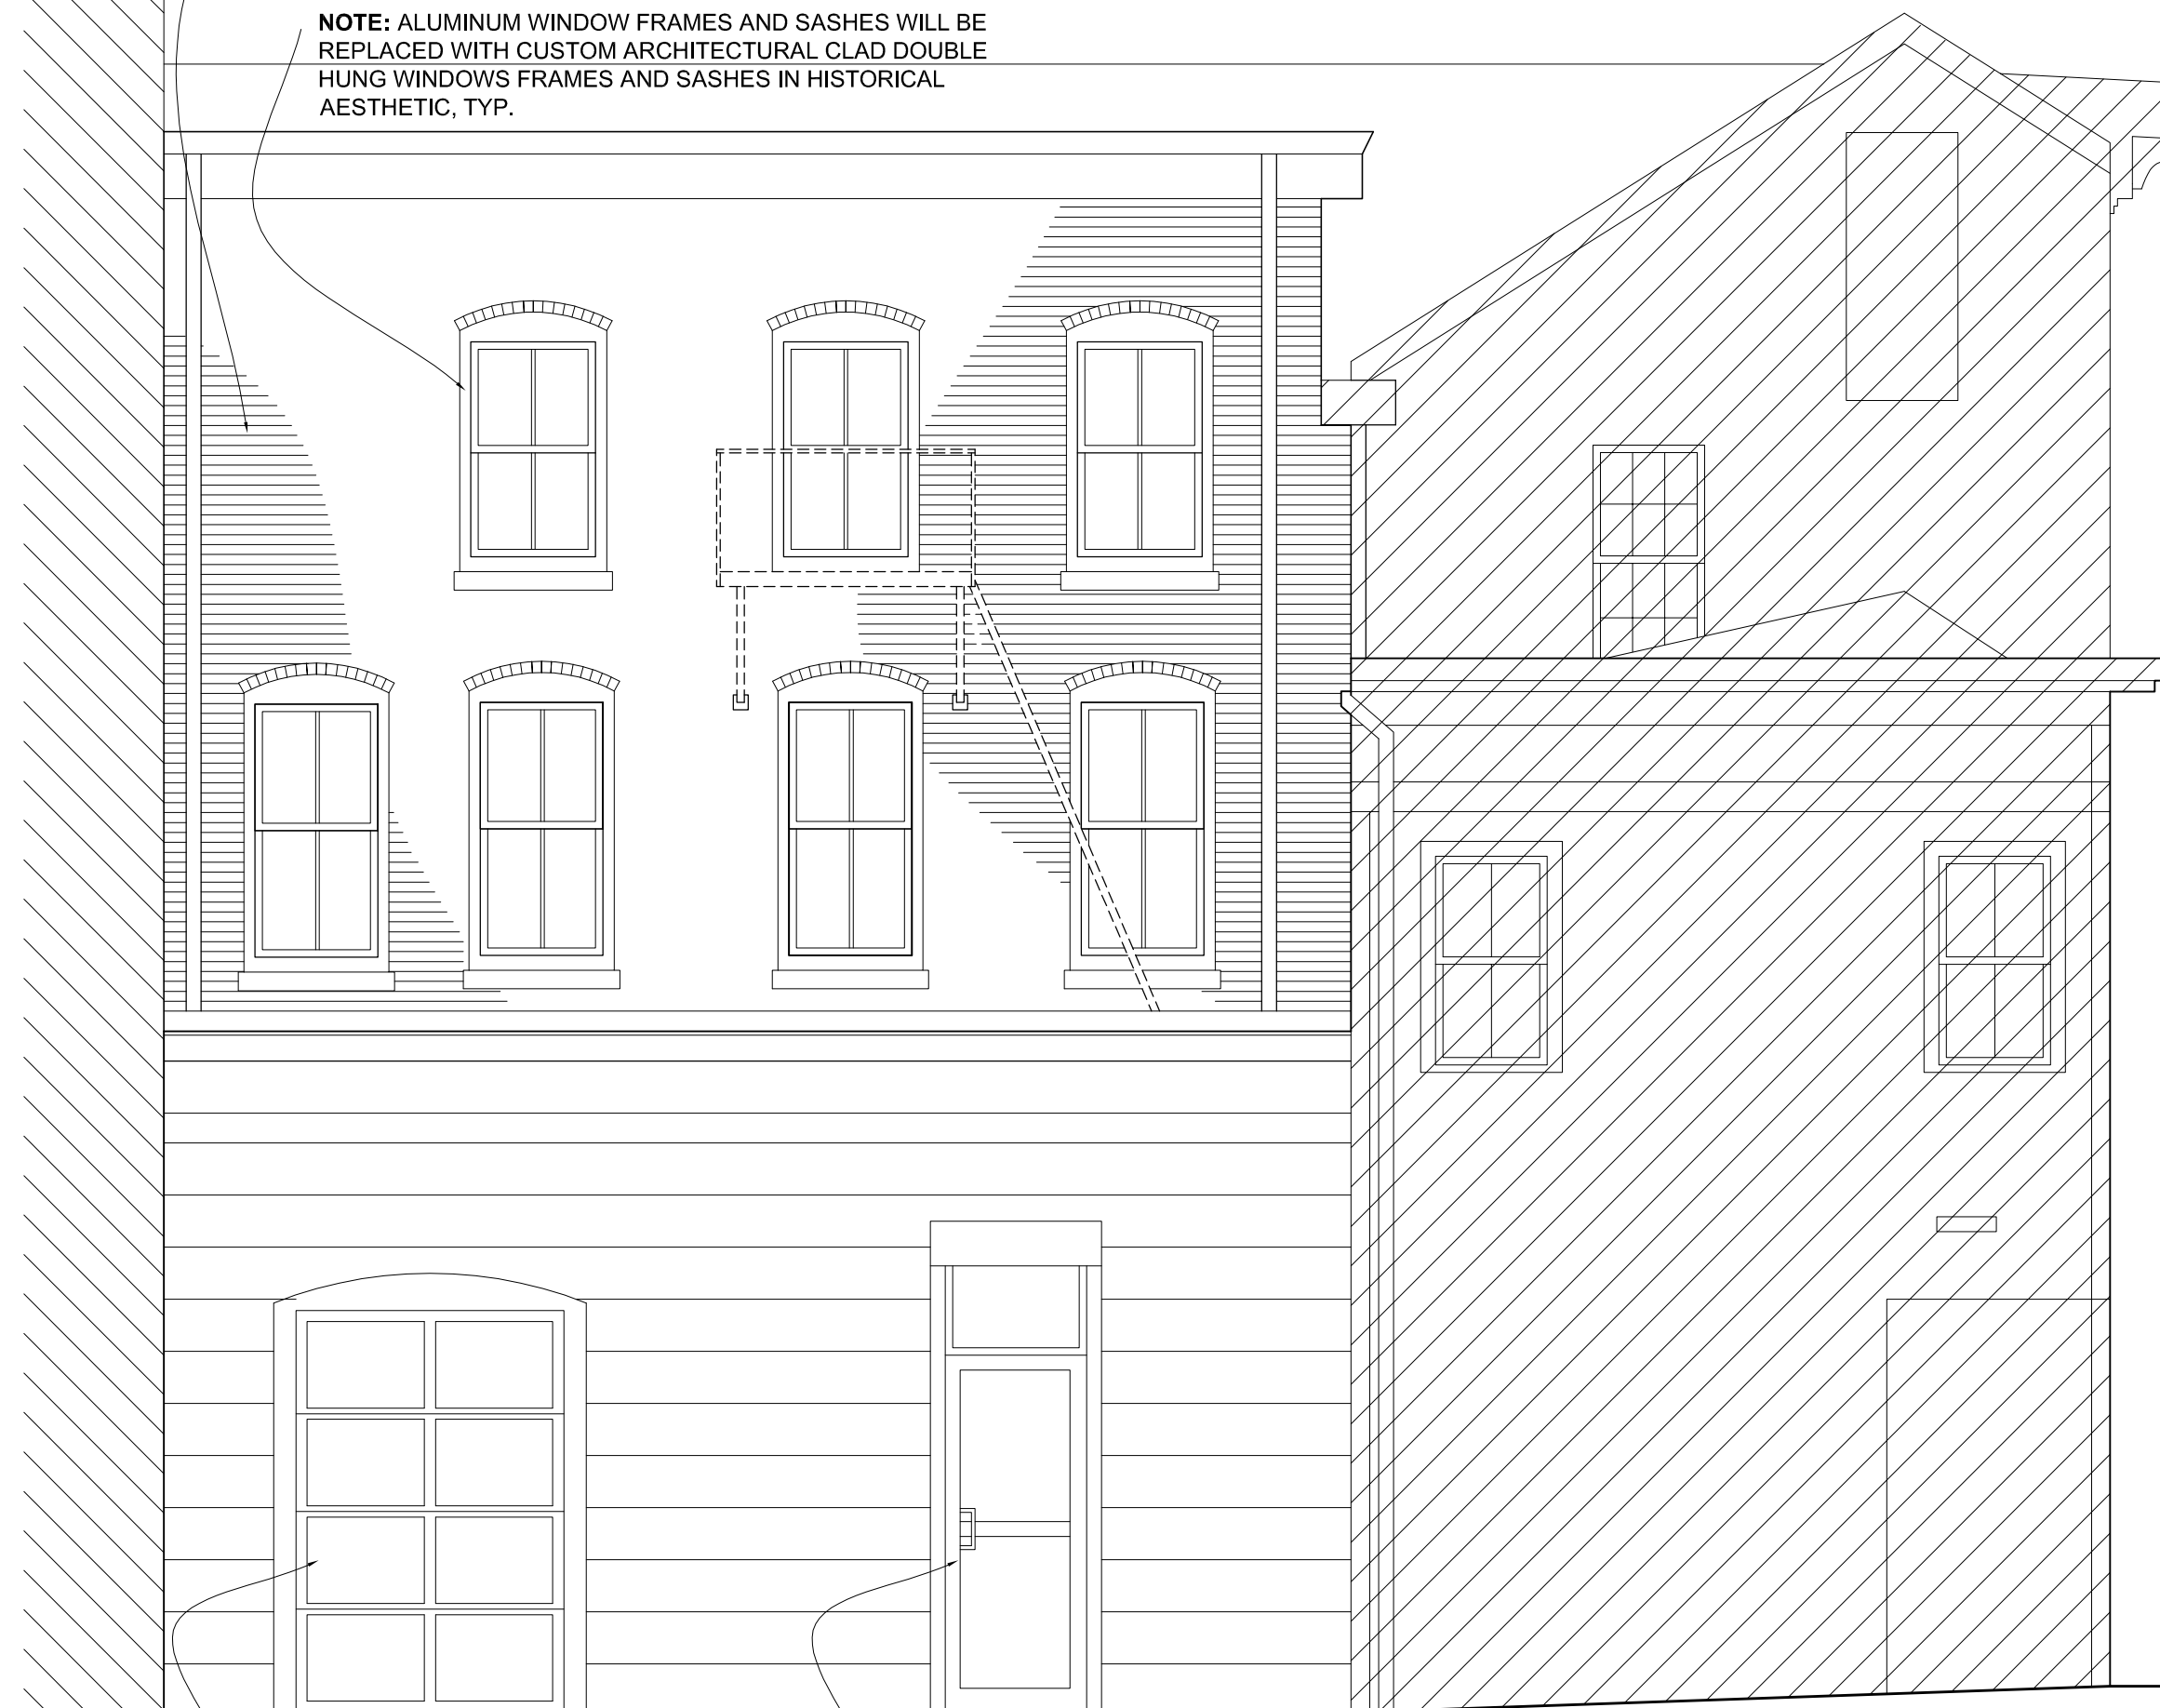 NOTE: ALUMINUM WINDOW FRAMES AND SASHES WILL BE
REPLACED WITH CUSTOM ARCHITECTURAL CLAD DOUBLE
HUNG WINDOWS FRAMES AND SASHES IN HISTORICAL
AESTHETIC, TYP.